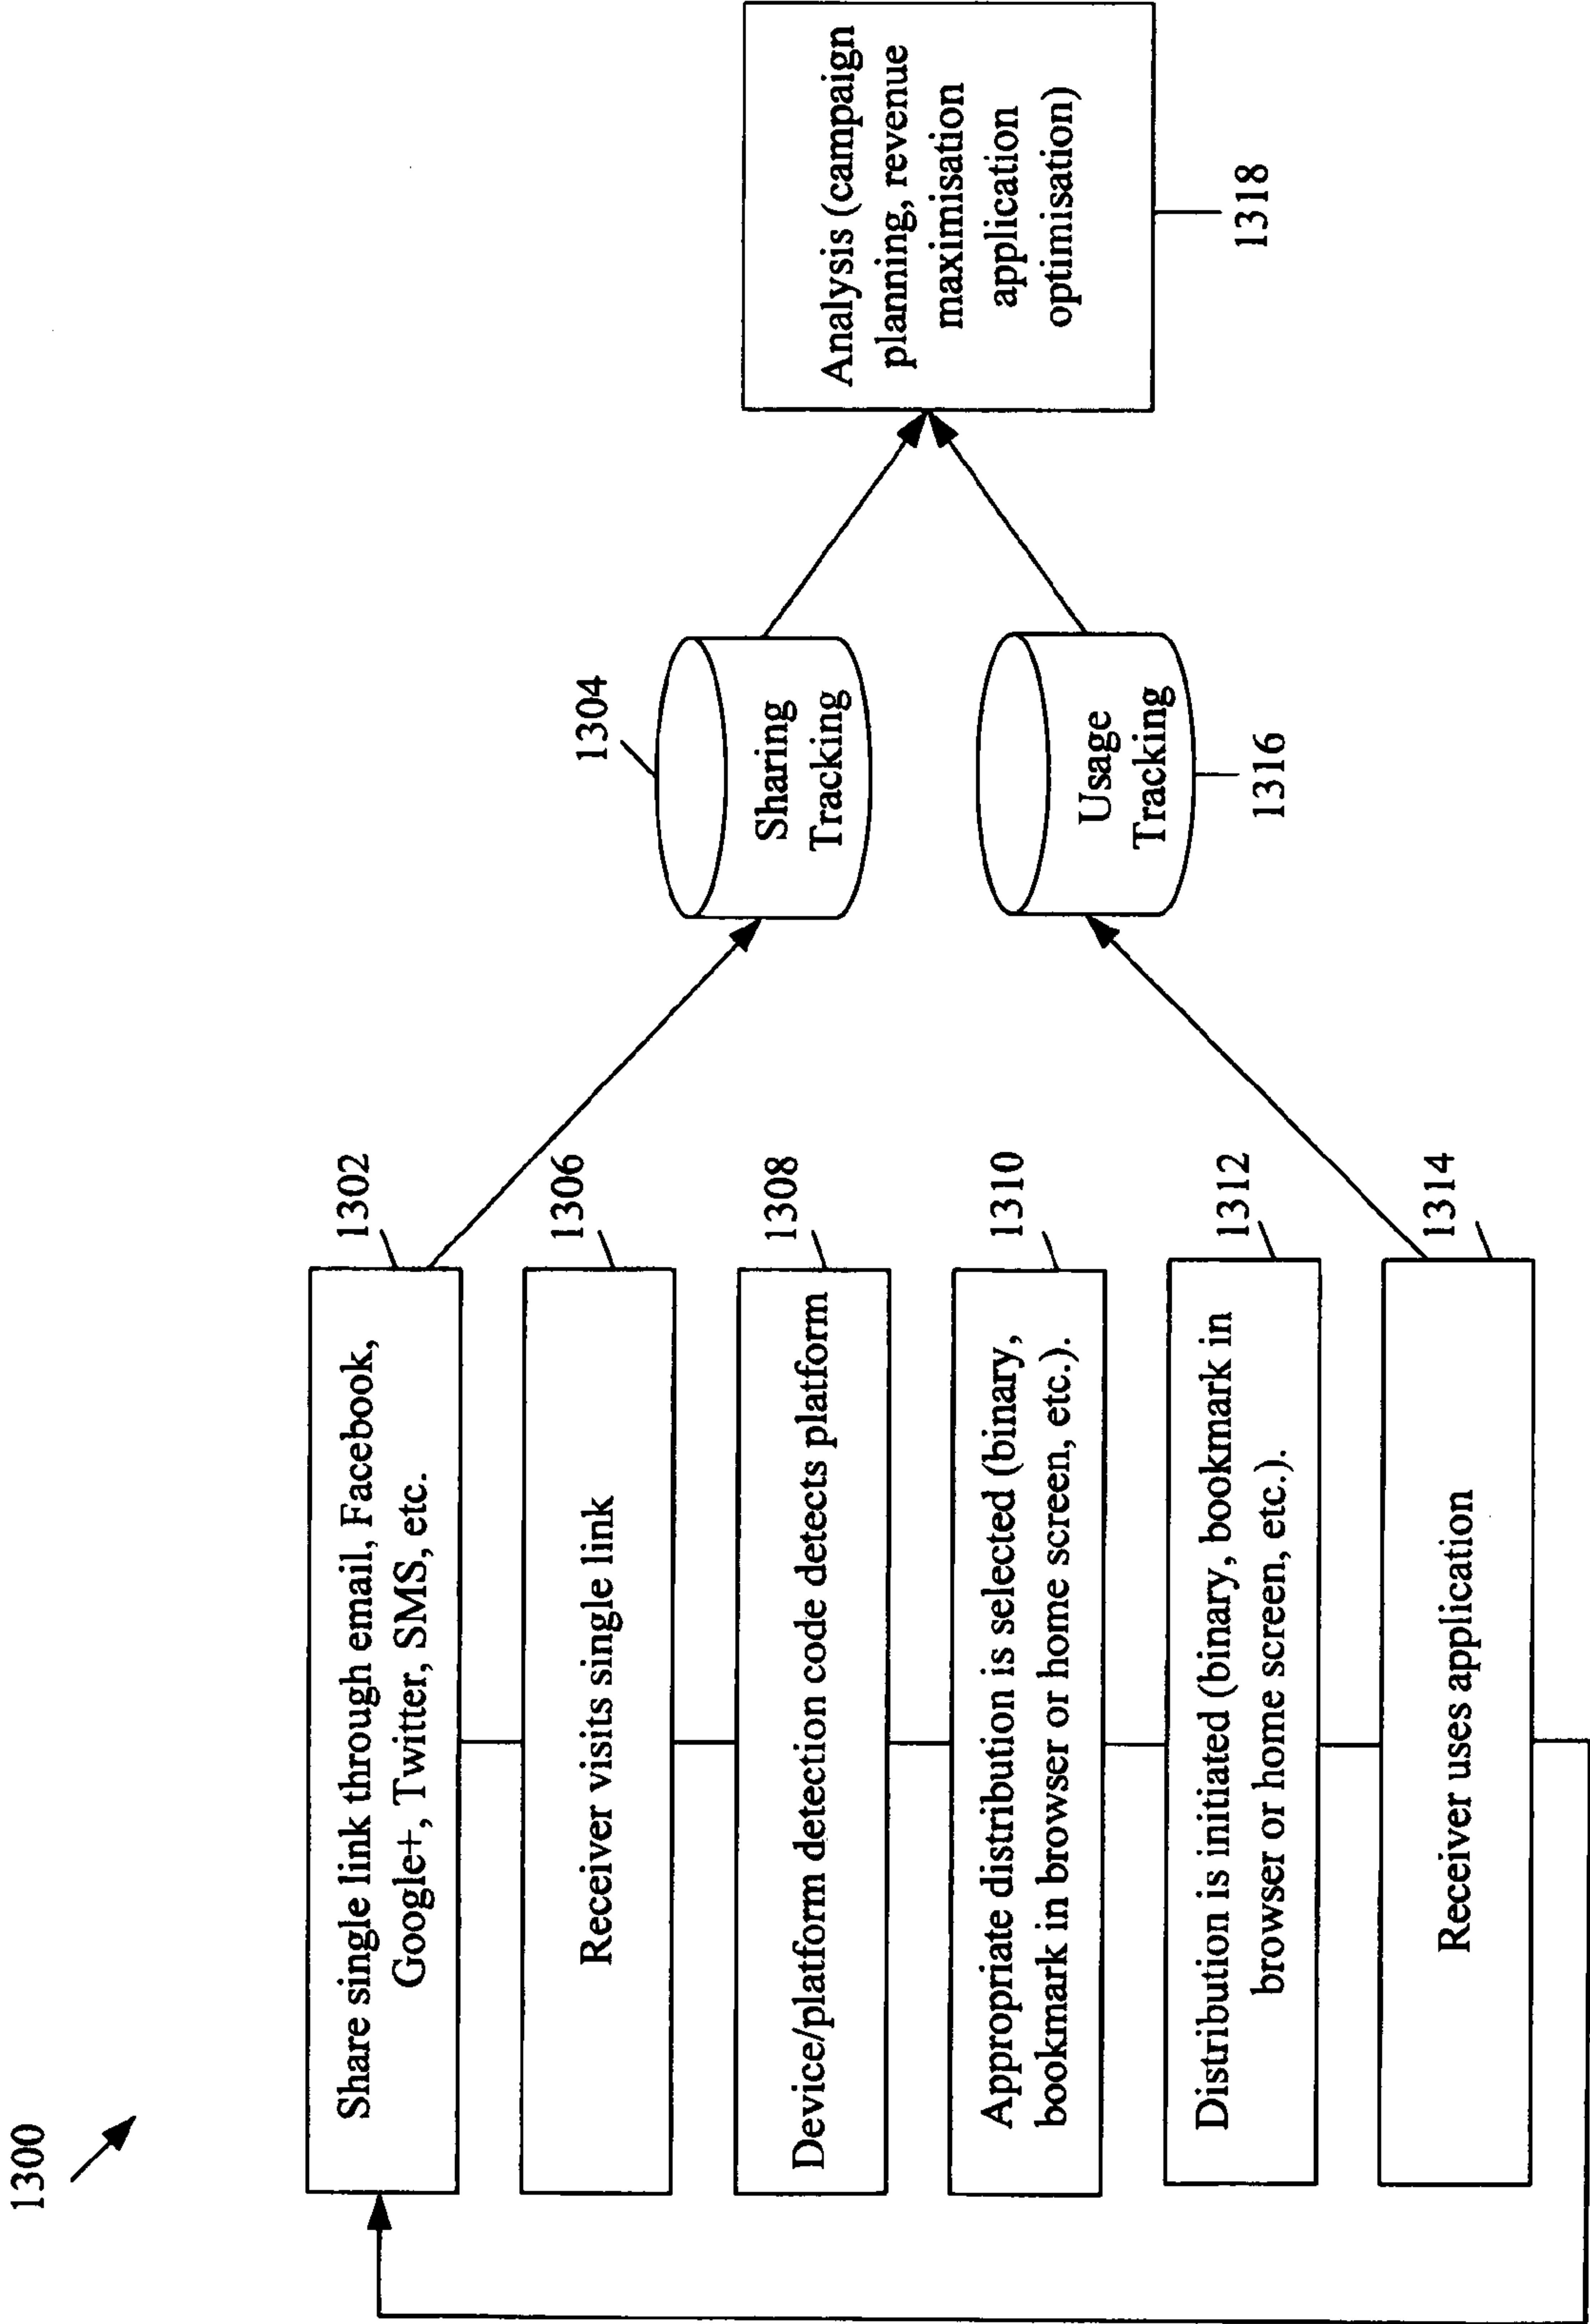 1300
Share single link through email, Facebook,
Google+, Twitter, SMS, etc.
1302
Receiver visits single link
1306
Device/platform detection code detects platform
1308
Appropriate distribution is selected (binary,
bookmark in browser or home screen, etc.).
1310
Distribution is initiated (binary, bookmark in
browser or home screen, etc.).
1312
Receiver uses application
1314
1304
Sharing
Tracking
Usage
Tracking
1316
Analysis (campaign
planning, revenue
maximisation
application
optimisation)
1318